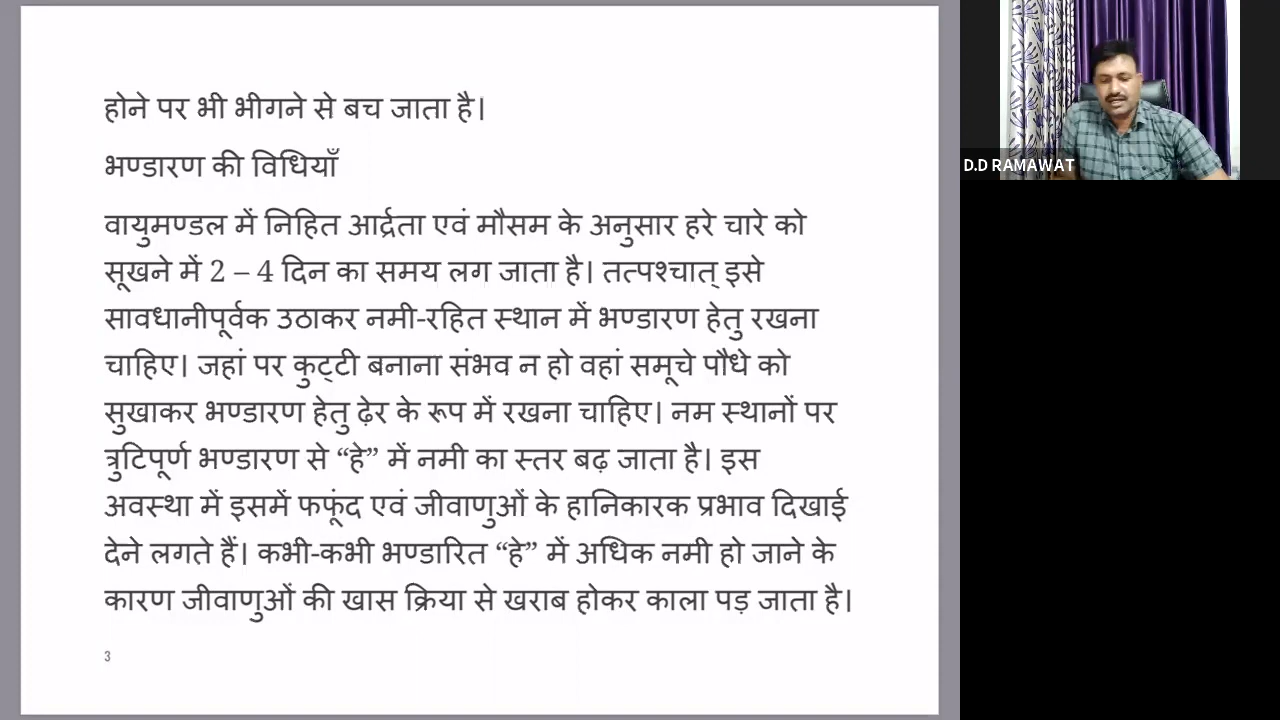 होने पर भी भीगने से बच जाता है।
भण्डारण की विधियाँ
वायुमण्डल में निहित आर्द्रता एवं मौसम के अनुसार हरे चारे को
सूखने में 2 – 4 दिन का समय लग जाता है। तत्पश्चात् इसे
सावधानीपूर्वक उठाकर नमी-रहित स्थान में भण्डारण हेतु रखना
चाहिए। जहां पर कुट्टी बनाना संभव न हो वहां समूचे पौधे को
सुखाकर भण्डारण हेतु ढ़ेर के रूप में रखना चाहिए। नम स्थानों पर
त्रुटिपूर्ण भण्डारण से “हे” में नमी का स्तर बढ़ जाता है। इस
अवस्था में इसमें फफूंद एवं जीवाणुओं के हानिकारक प्रभाव दिखाई
देने लगते हैं। कभी-कभी भण्डारित “हे” में अधिक नमी हो जाने के
कारण जीवाणुओं की खास क्रिया से खराब होकर काला पड़ जाता है।
3
D.D RAMAWAT